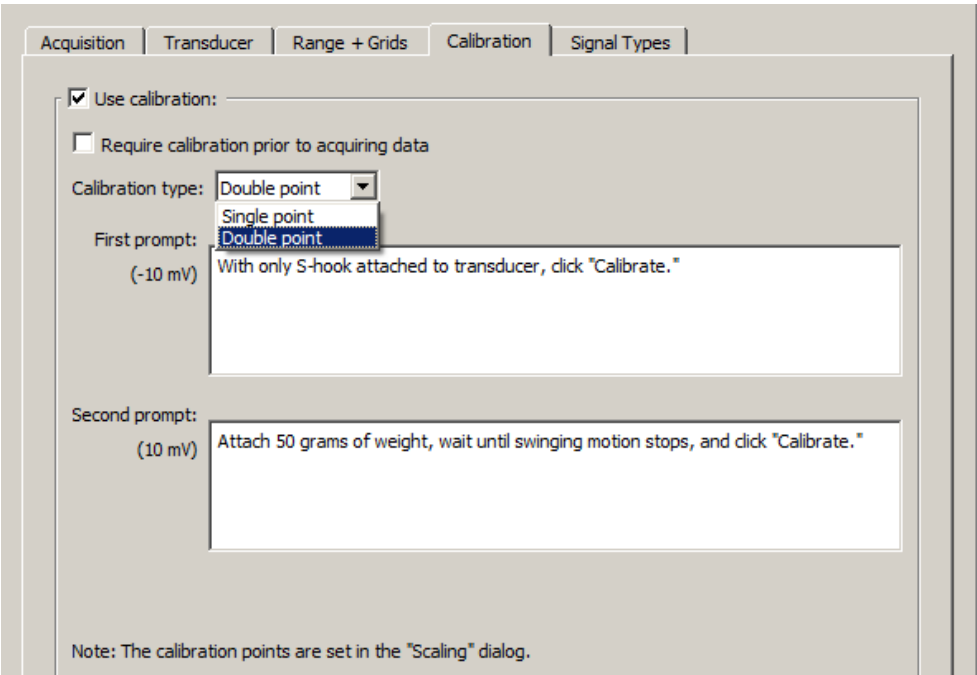 Acquisition Transducer Range + Grids Calibration Signal Types
Use calibration:
Require calibration prior to acquiring data
Calibration type: Double point
Single point
Double point
First prompt:
(-10 mV)
With only S-hook attached to transducer, click "Calibrate."
Second prompt:
(10 mV)
Attach 50 grams of weight, wait until swinging motion stops, and click "Calibrate."
Note: The calibration points are set in the "Scaling" dialog.